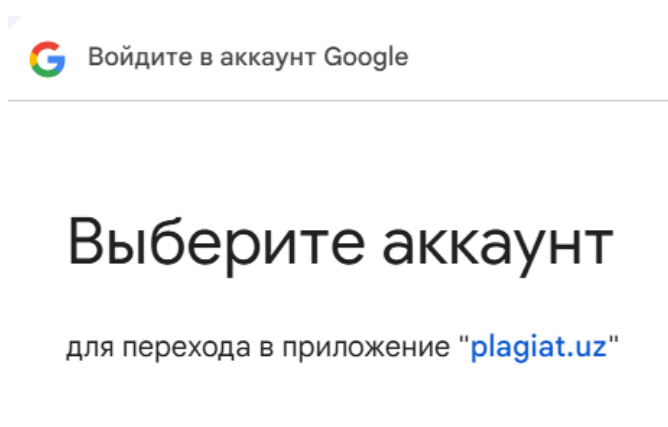 Войдите в аккаунт Google
Выберите аккаунт
для перехода в приложение "plagiat.uz"